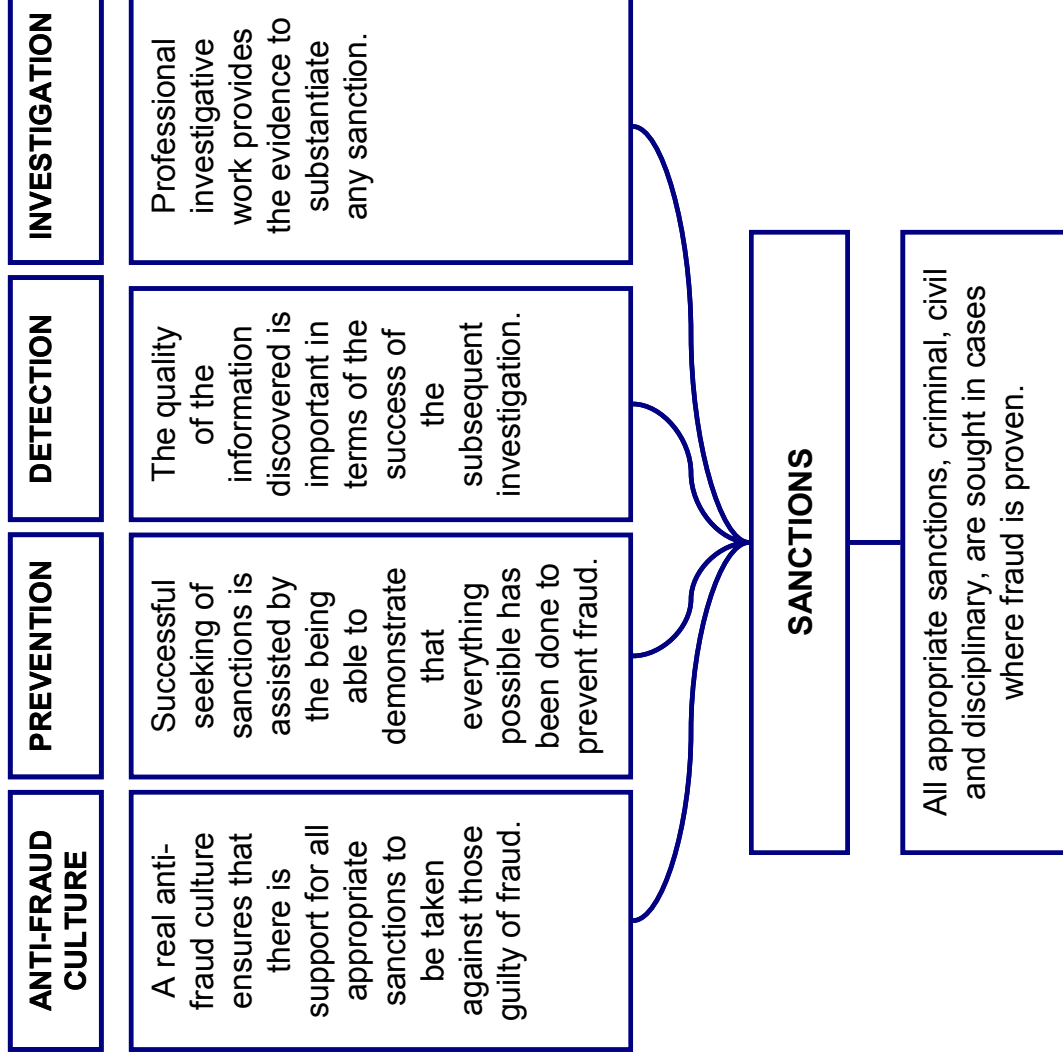 ANTI-FRAUD
CULTURE
A real anti-
fraud culture
ensures that
there is
support for all
appropriate
sanctions to
be taken
against those
guilty of fraud.
PREVENTION
Successful
seeking of
sanctions is
assisted by
the being
able to
demonstrate
that
everything
possible has
been done to
prevent fraud.
DETECTION
The quality
of the
information
discovered is
important in
terms of the
success of
the
subsequent
investigation.
INVESTIGATION
Professional
investigative
work provides
the evidence to
substantiate
any sanction.
SANCTIONS
All appropriate sanctions, criminal, civil
and disciplinary, are sought in cases
where fraud is proven.